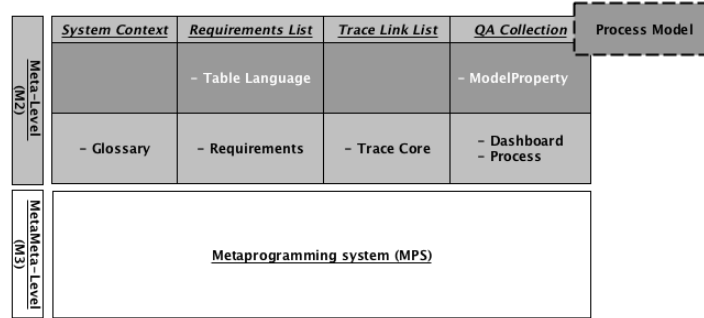 System Context Requirements List Trace Link List QA Collection Process Model
- Table Language - ModelProperty
Meta-Level
(M2)
- Glossary - Requirements - Trace Core - Dashboard
- Process
MetaMeta-Level
(M3)
Metaprogramming system (MPS)